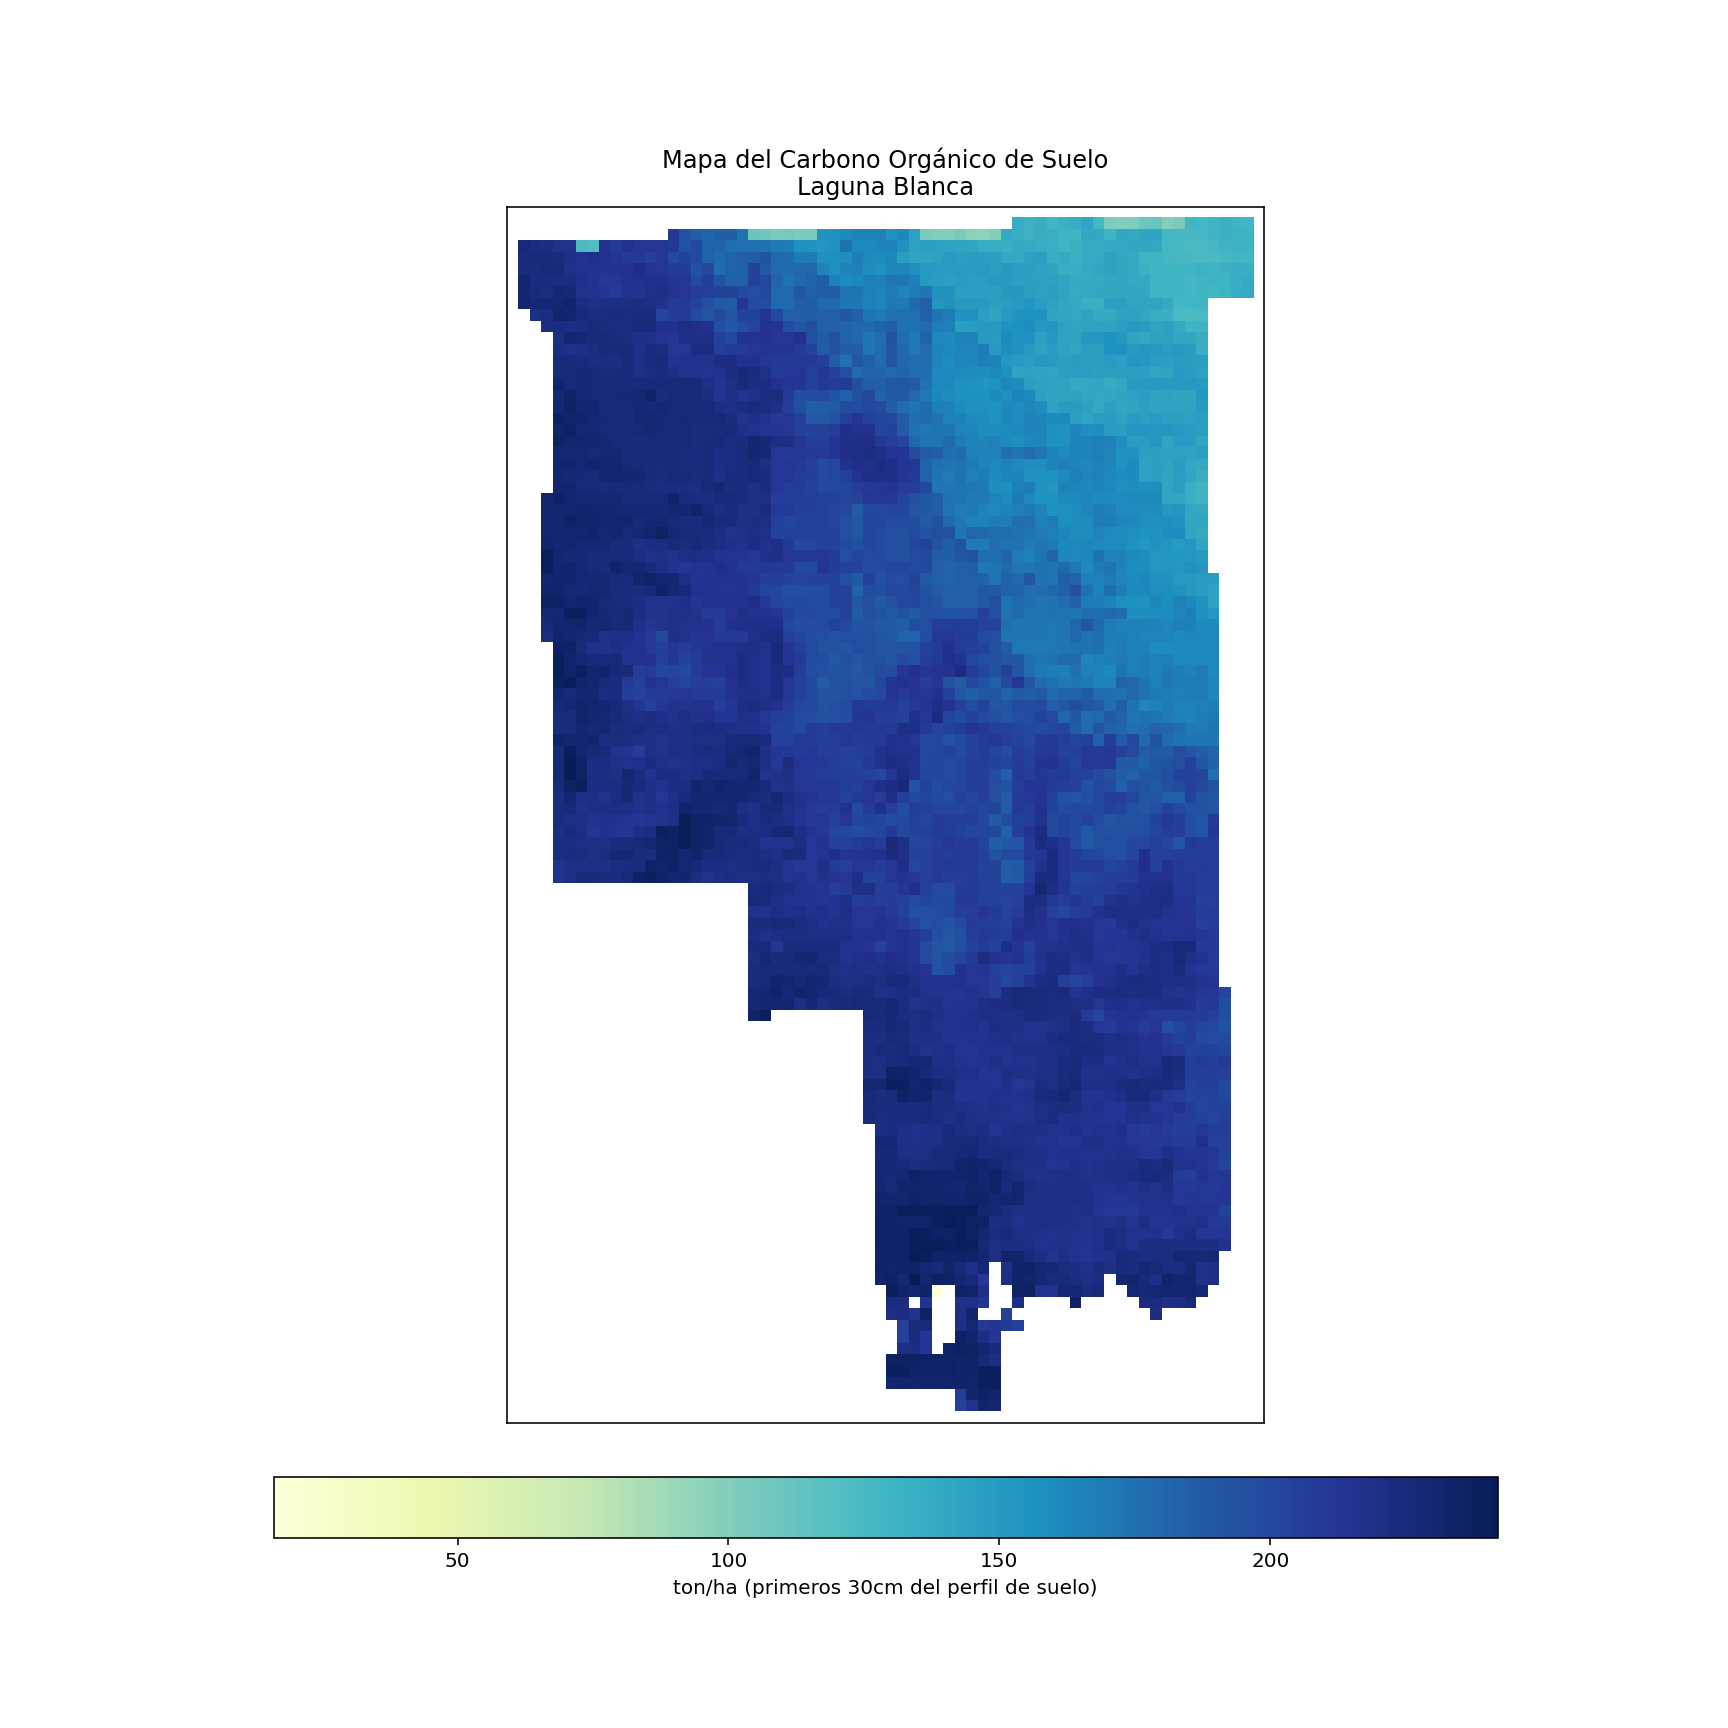 Mapa del Carbono Orgánico de Suelo
Laguna Blanca
50 100 150 200
ton/ha (primeros 30cm del perfil de suelo)